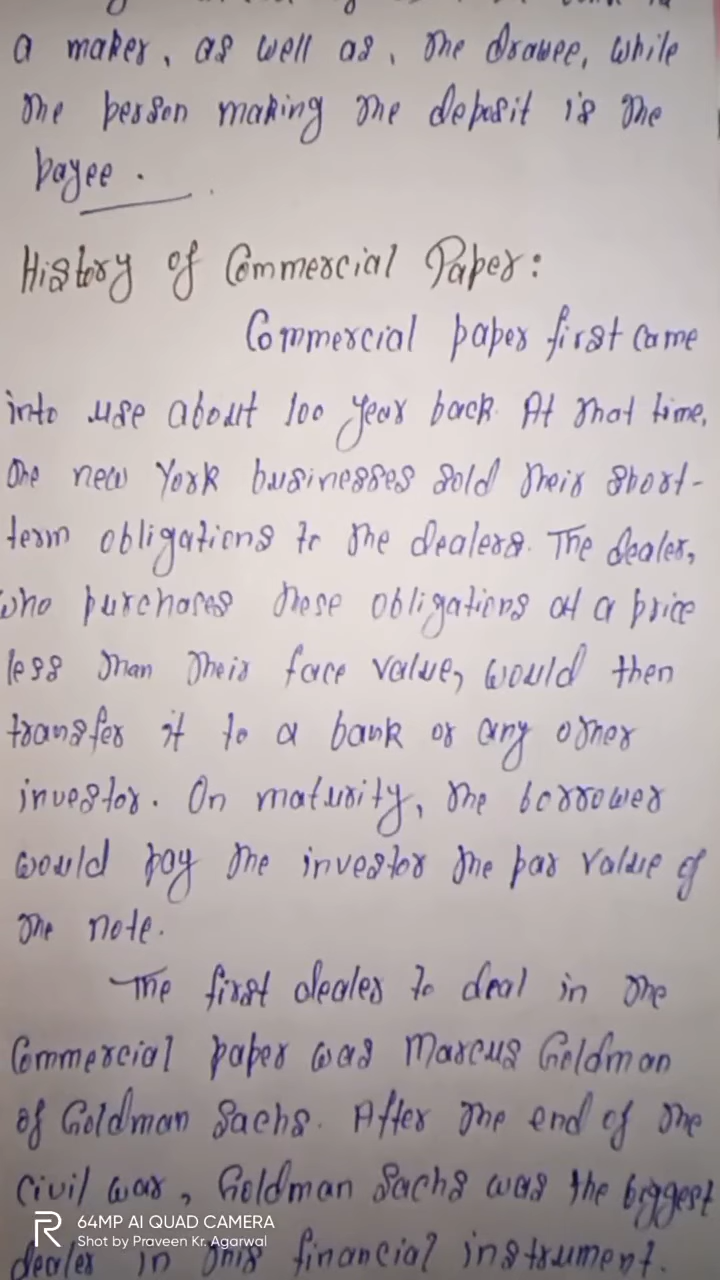 a maker, as well as, the drawee, while
the person making the deposit is the
payee.
History of Commercial Paper:
Commercial paper first came
into use about 100 year back. At that time,
the new York businesses sold their short-
term obligations to the dealers. The dealer,
who purchases these obligations at a price
less than their face value, would then
transfer it to a bank or any other
investor. On maturity, the borrower
would pay the investor the par value of
the note.
The first dealer to deal in the
Commercial paper was Marcus Goldman
of Goldman Sachs. After the end of the
civil war, Goldman Sachs was the biggest
dealer in this financial instrument.
64MP AI QUAD CAMERA
Shot by Praveen Kr. Agarwal